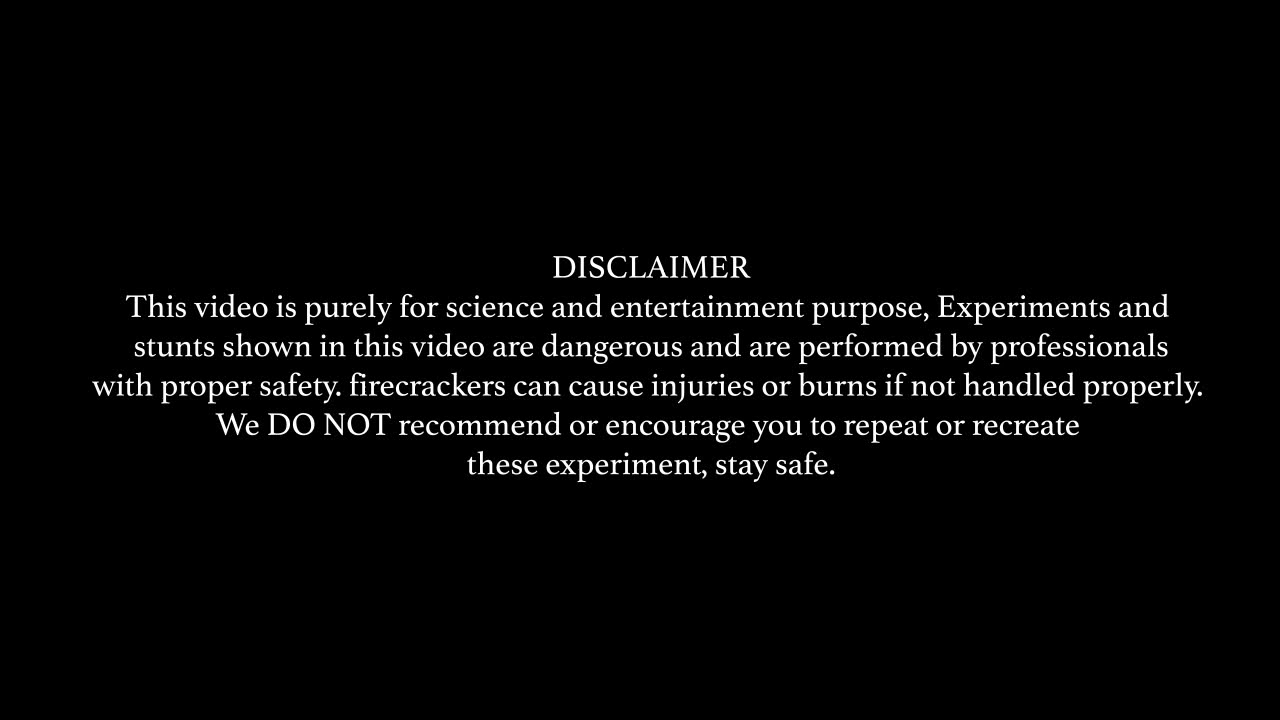 DISCLAIMER
This video is purely for science and entertainment purpose, Experiments and
stunts shown in this video are dangerous and are performed by professionals
with proper safety. firecrackers can cause injuries or burns if not handled properly.
We DO NOT recommend or encourage you to repeat or recreate
these experiment, stay safe.